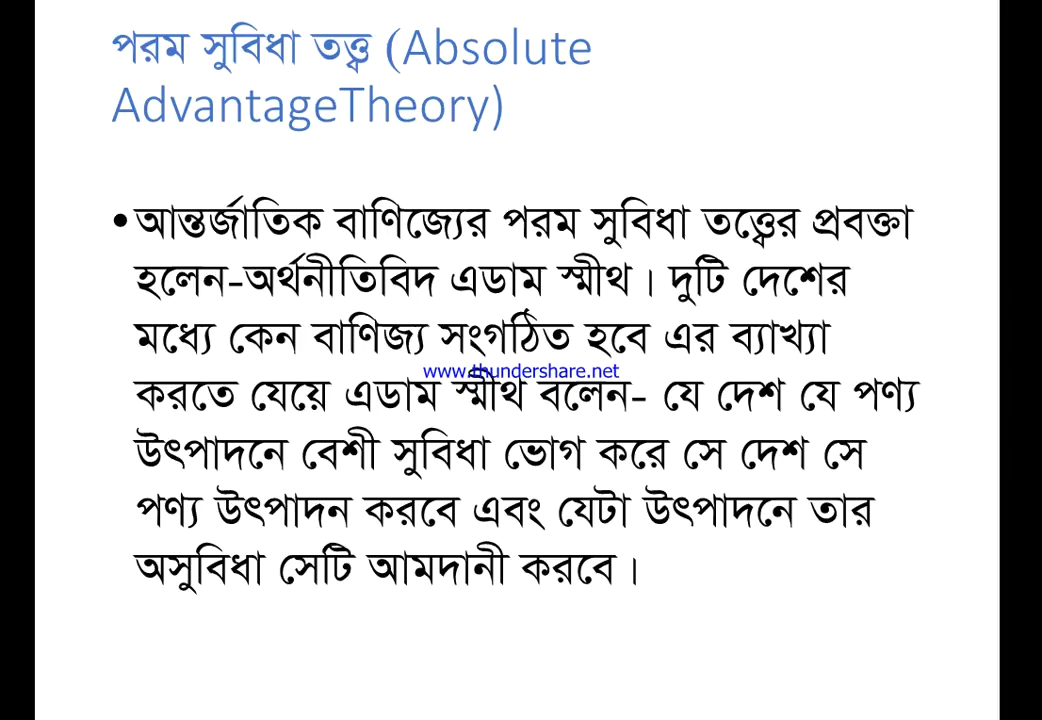 পরম সুবিধা তত্ত্ব (Absolute
AdvantageTheory)
•আন্তর্জাতিক বাণিজ্যের পরম সুবিধা তত্ত্বের প্রবক্তা
হলেন-অর্থনীতিবিদ এডাম স্মীথ। দুটি দেশের
মধ্যে কেন বাণিজ্য সংগঠিত হবে এর ব্যাখ্যা
www.thundershare.net
করতে যেয়ে এডাম স্মীথ বলেন- যে দেশ যে পণ্য
উৎপাদনে বেশী সুবিধা ভোগ করে সে দেশ সে
পণ্য উৎপাদন করবে এবং যেটা উৎপাদনে তার
অসুবিধা সেটি আমদানী করবে।